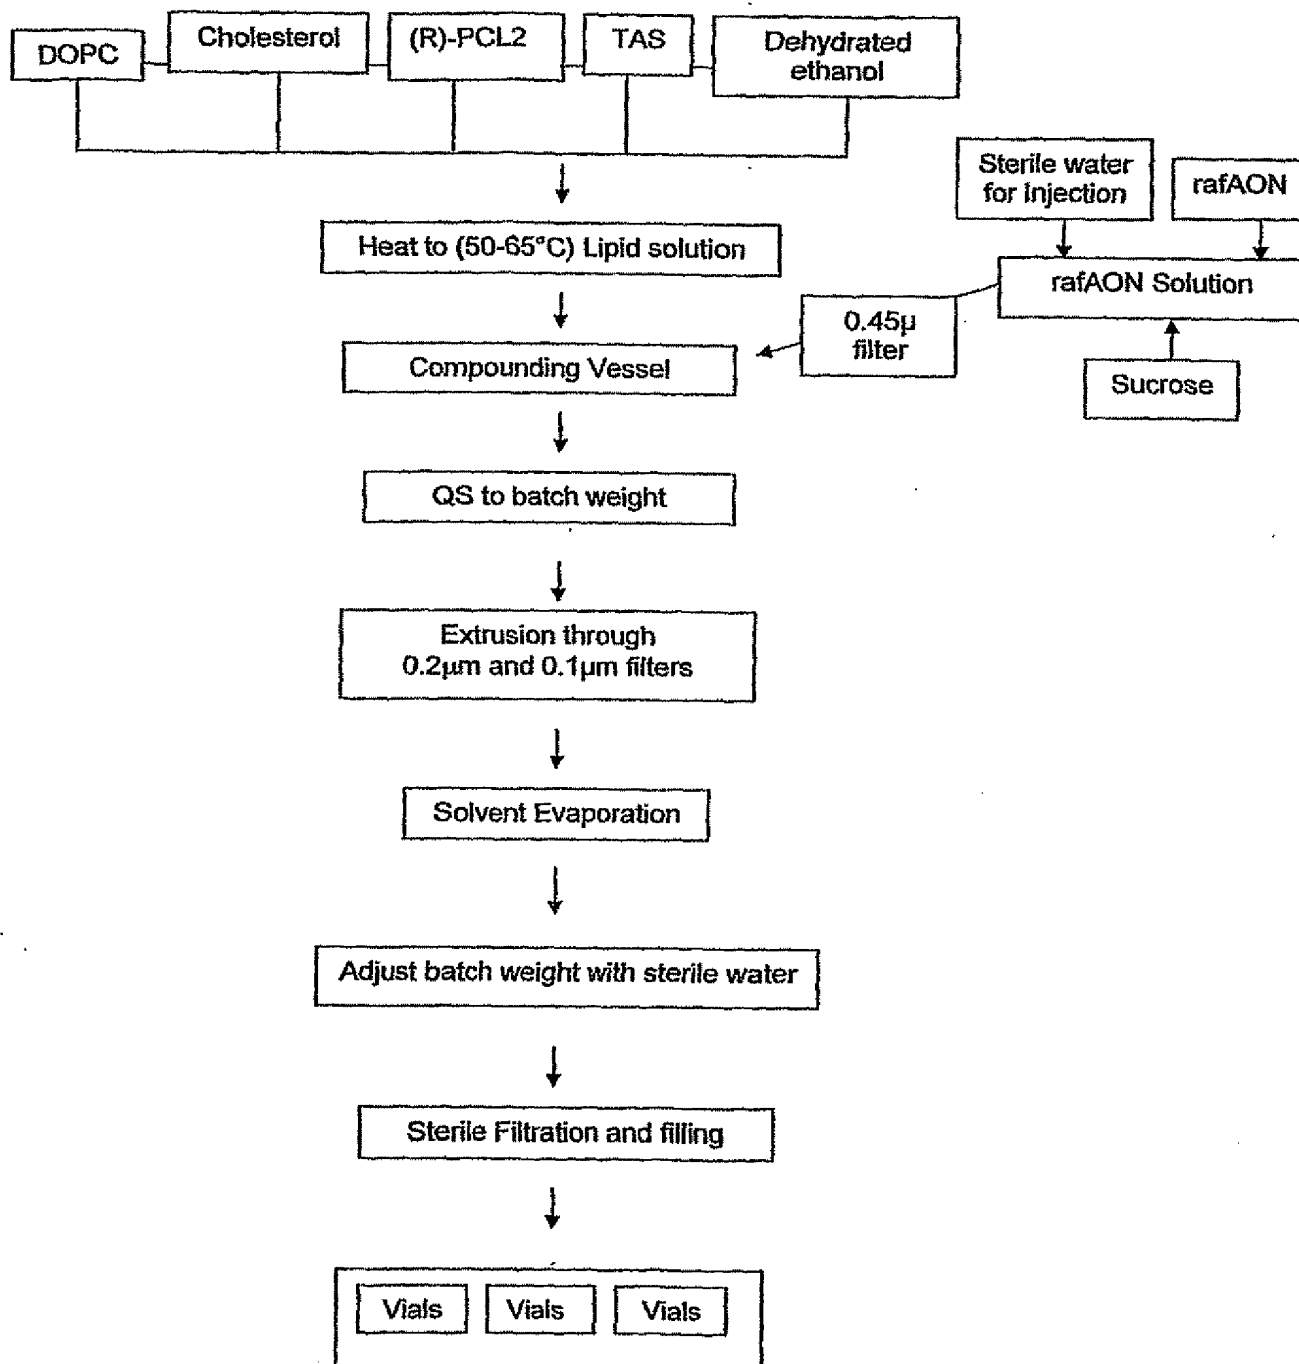 DOPC
Cholesterol
(R)-PCL2
TAS
Dehydrated
ethanol
Sterile water
for Injection
rafAON
Heat to (50-65°C) Lipid solution
rafAON Solution
0.45μ
filter
Compounding Vessel
Sucrose
QS to batch weight
Extrusion through
0.2μm and 0.1μm filters
Solvent Evaporation
Adjust batch weight with sterile water
Sterile Filtration and filling
Vials
Vials
Vials